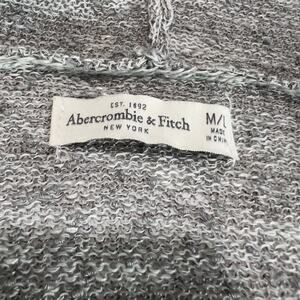 EST. 1892
Abercrombie & Fitch
NEW YORK
M/L
MADE
IN CHINA